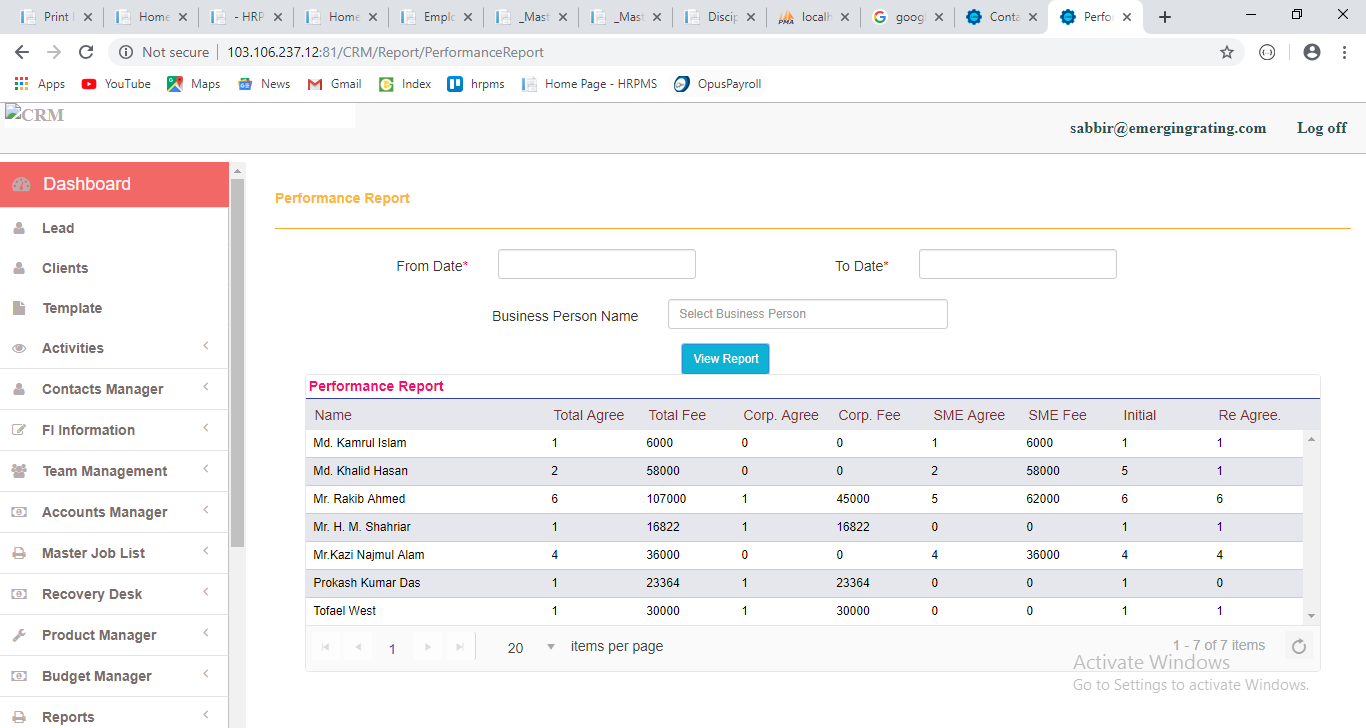 Print Home - HRP Home Emplo _Mast _Mast Discip localh goog Conta Perfor
Not secure 103.106.237.12:81/CRM/Report/PerformanceReport
Apps YouTube Maps News Gmail Index hrpms Home Page - HRPMS OpusPayroll
CRM
sabbir@emergingrating.com Log off
Dashboard
Lead
Clients
Template
Activities
Contacts Manager
FI Information
Team Management
Accounts Manager
Master Job List
Recovery Desk
Product Manager
Budget Manager
Reports
Performance Report
From Date* To Date*
Business Person Name Select Business Person
View Report
Performance Report
Name Total Agree Total Fee Corp. Agree Corp. Fee SME Agree SME Fee Initial Re Agree.
Md. Kamrul Islam 1 6000 0 0 1 6000 1 1
Md. Khalid Hasan 2 58000 0 0 2 58000 5 1
Mr. Rakib Ahmed 6 107000 1 45000 5 62000 6 6
Mr. H. M. Shahriar 1 16822 1 16822 0 0 1 1
Mr.Kazi Najmul Alam 4 36000 0 0 4 36000 4 4
Prokash Kumar Das 1 23364 1 23364 0 0 1 0
Tofael West 1 30000 1 30000 0 0 1 1
1 20 items per page 1 - 7 of 7 items
Activate Windows
Go to Settings to activate Windows.